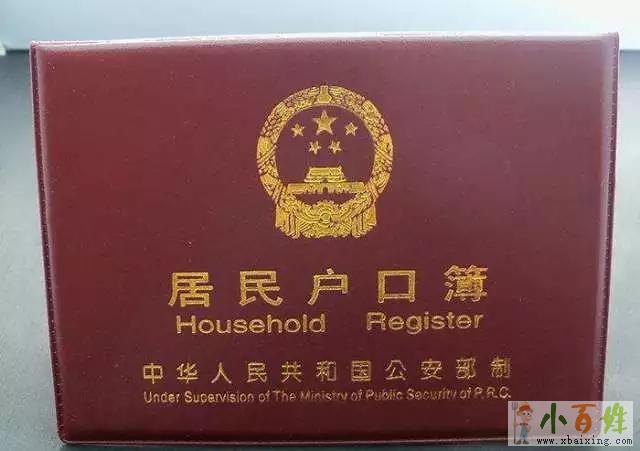 居民户口簿
Household Register
中华人民共和国公安部制
Under Supervision of The Ministry of Public Security of P.R.C.
小百姓
www.xbaixing.com